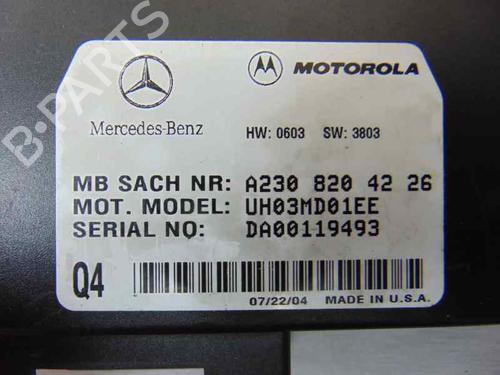 B-PARTS
MOTOROLA
Mercedes-Benz
HW: 0603 SW: 3803
MB SACH NR: A230 820 42 26
MOT. MODEL: UH03MD01EE
SERIAL NO: DA00119493
Q4
07/22/04 MADE IN U.S.A.